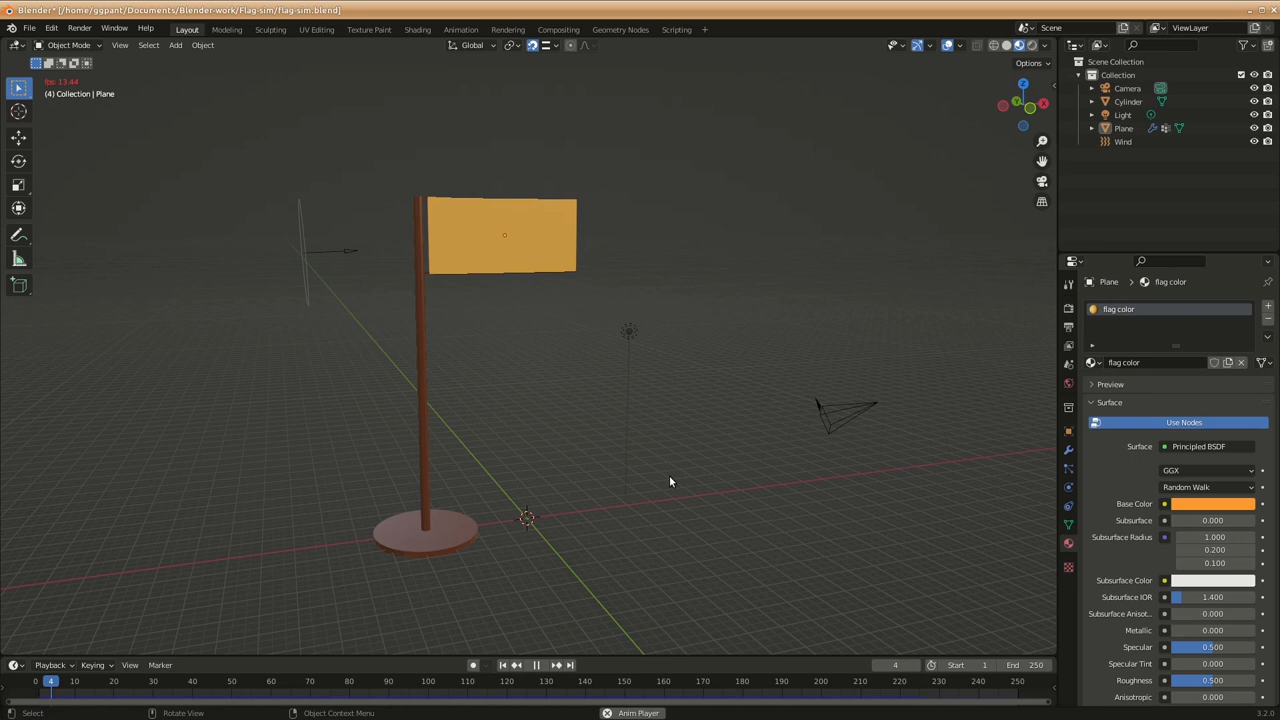 Blender* [/home/ggpant/Documents/Blender-work/Flag-sim/flag-sim.blend]
File Edit Render Window Help Layout Modeling Sculpting UV Editing Texture Paint Shading Animation Rendering Compositing Geometry Nodes Scripting + Scene ViewLayer
Object Mode View Select Add Object Global
Options
fps: 13.44
(4) Collection | Plane
Z
Y
X
Scene Collection
Collection
Camera
Cylinder
Light
Plane
Wind
Plane > flag color
flag color
flag color
Preview
Surface
Use Nodes
Surface Principled BSDF
GGX
Random Walk
Base Color
Subsurface 0.000
Subsurface Radius 1.000
0.200
0.100
Subsurface Color
Subsurface IOR 1.400
Subsurface Anisot... 0.000
Metallic 0.000
Specular 0.500
Specular Tint 0.000
Roughness 0.500
Anisotropic 0.000
Playback Keying View Marker 4 Start 1 End 250
0 4 10 20 30 40 50 60 70 80 90 100 110 120 130 140 150 160 170 180 190 200 210 220 230 240 250
Select Rotate View Object Context Menu Anim Player 3.2.0